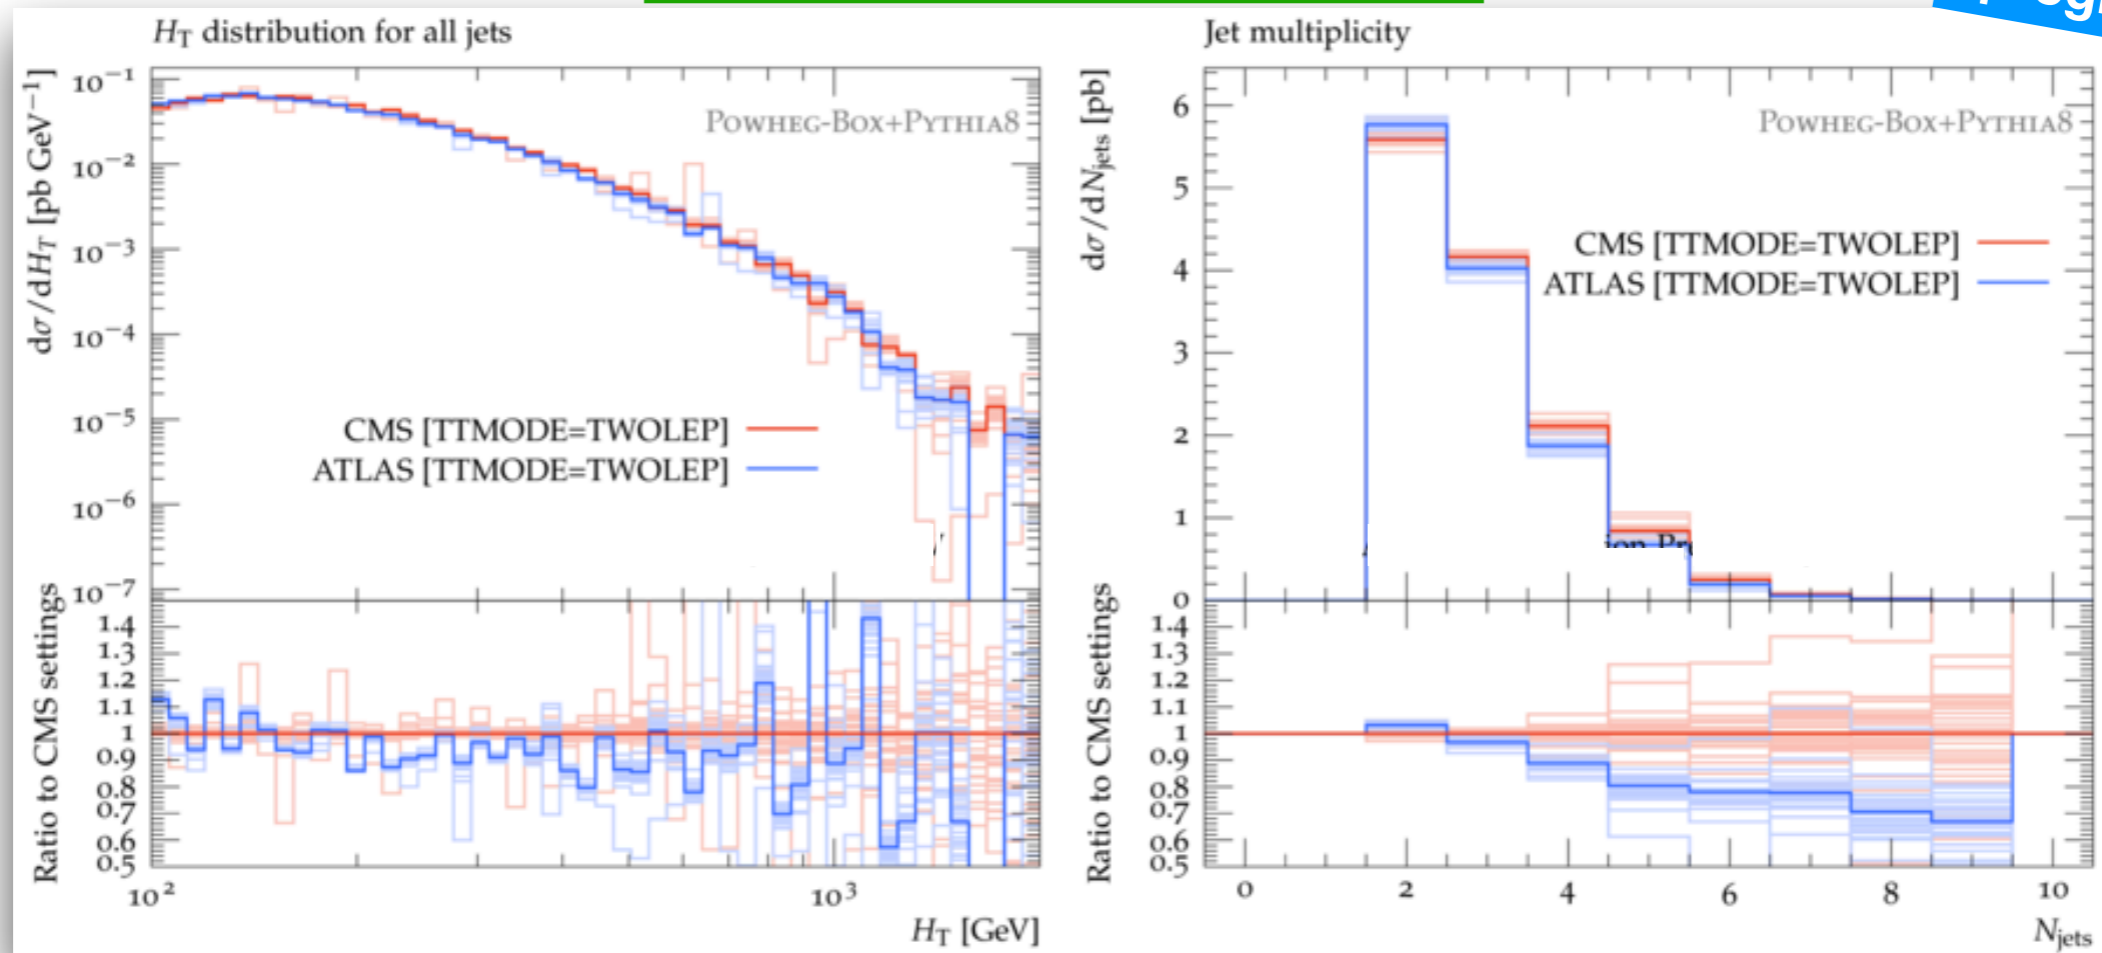 H_T distribution for all jets
dσ/dH_T [pb GeV⁻¹]
10⁻¹
10⁻²
10⁻³
10⁻⁴
10⁻⁵
10⁻⁶
10⁻⁷
POWHEG-BOX+PYTHIA8
CMS [TTMODE=TWOLEP]
ATLAS [TTMODE=TWOLEP]
Ratio to CMS settings
1.4
1.3
1.2
1.1
1
0.9
0.8
0.7
0.6
0.5
10²
10³
H_T [GeV]
Jet multiplicity
dσ/dN_jets [pb]
6
5
4
3
2
1
0
POWHEG-BOX+PYTHIA8
CMS [TTMODE=TWOLEP]
ATLAS [TTMODE=TWOLEP]
Ratio to CMS settings
1.4
1.3
1.2
1.1
1
0.9
0.8
0.7
0.6
0.5
0 2 4 6 8 10
N_jets